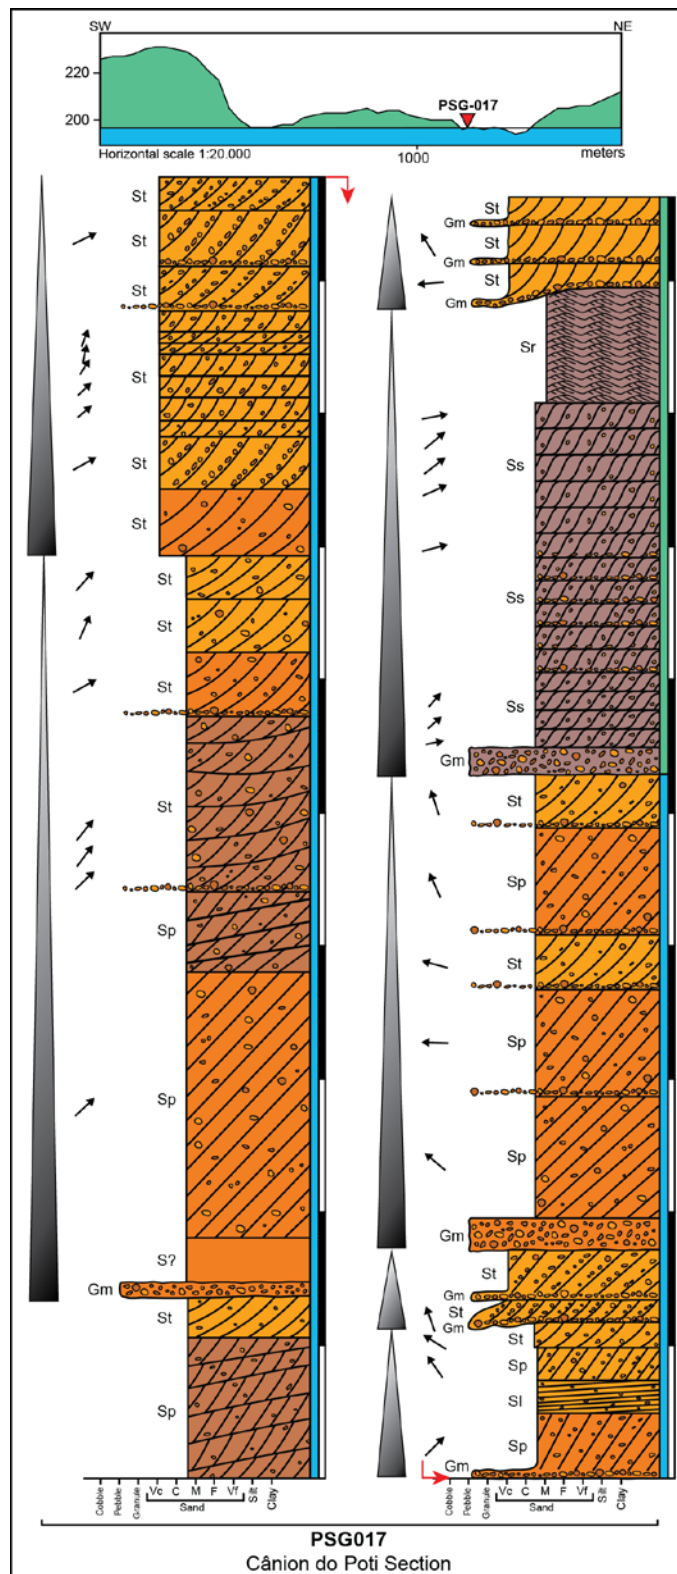 SW NE
220
200
PSG-017
Horizontal scale 1:20.000 1000 meters
St
St
St
St
St
St
St
St
St
St
Sp
Sp
S?
Gm
St
Sp
Cobble Pebble Granule Vc C M F Vf Silt Clay
Sand
St
Gm
St
Gm
St
Gm
Sr
Ss
Ss
Ss
Gm
St
Sp
St
Sp
Sp
Gm
St
Gm
St
Gm
St
Sp
Sl
Sp
Gm
Cobble Pebble Granule Vc C M F Vf Silt Clay
Sand
PSG017
Cânion do Poti Section